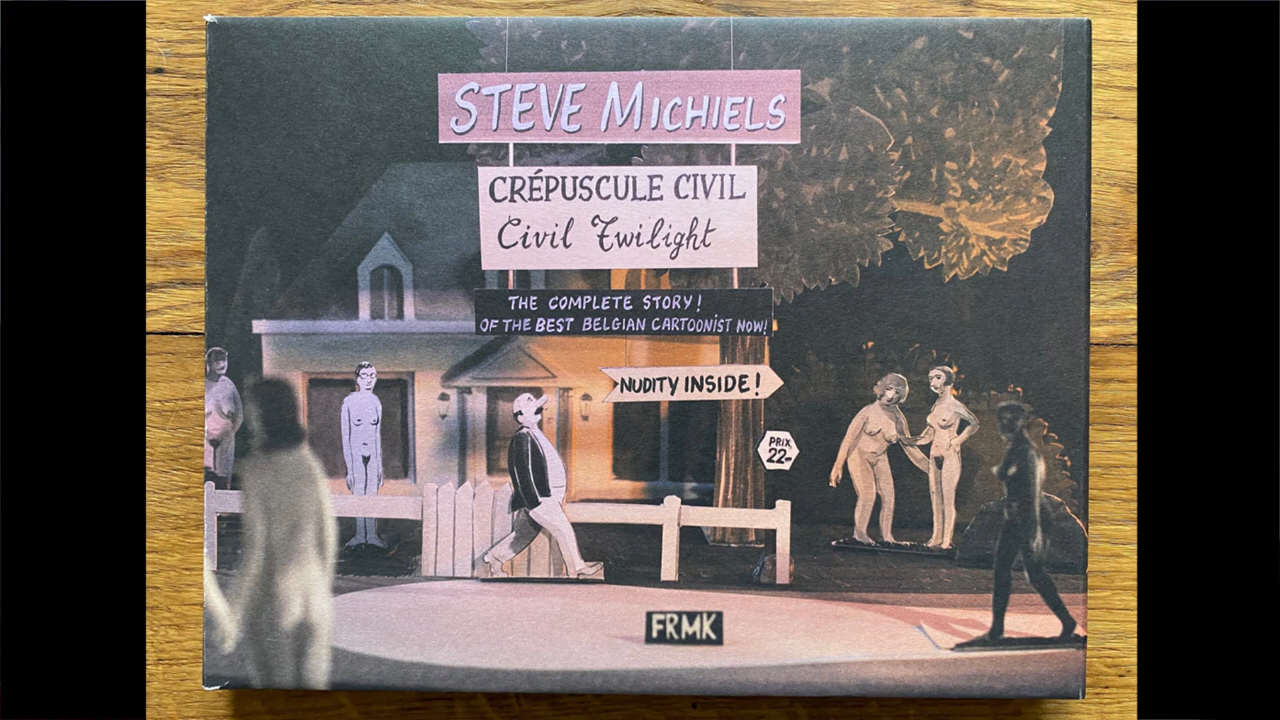 STEVE MICHIELS
CRÉPUSCULE CIVIL
Civil Twilight
THE COMPLETE STORY!
OF THE BEST BELGIAN CARTOONIST NOW!
NUDITY INSIDE!
PRIX
22-
FRMK